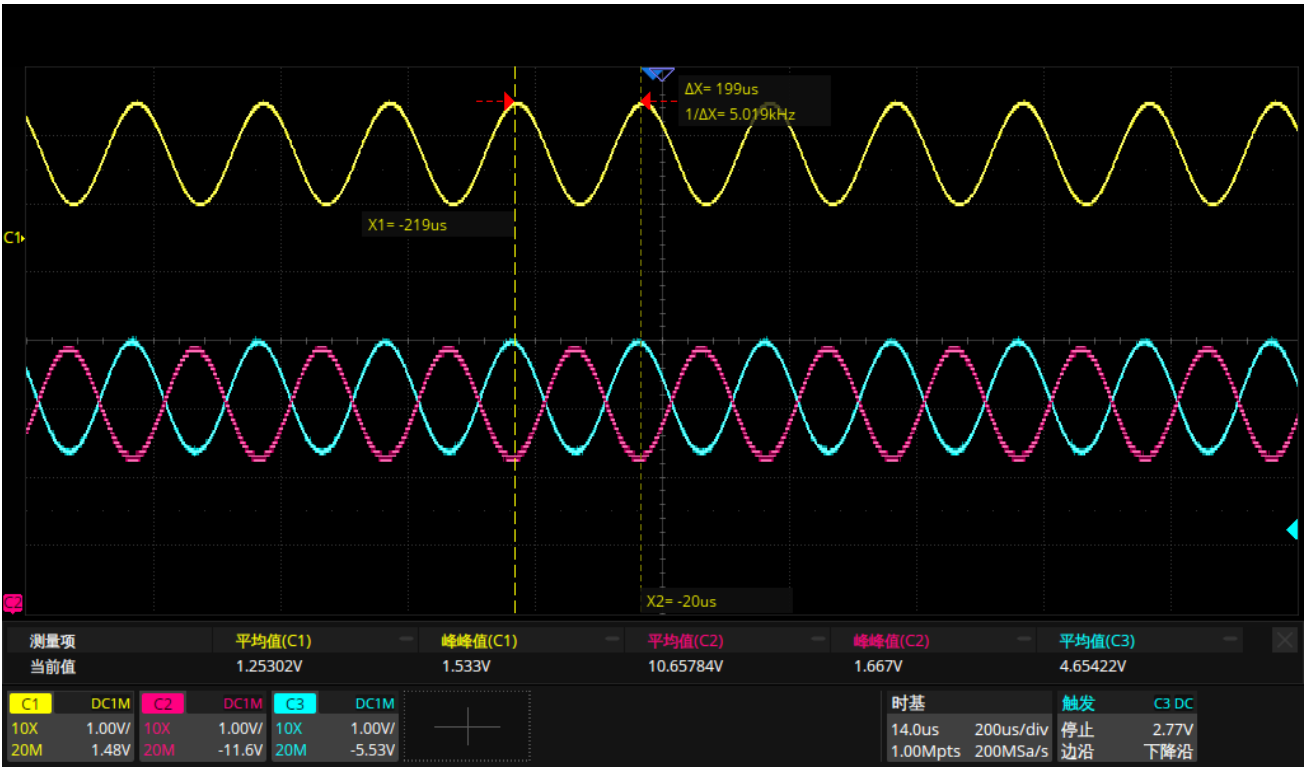 ΔX= 199us
1/ΔX= 5.019kHz
X1= -219us
C1
X2= -20us
C2
测量项 平均值(C1) 峰峰值(C1) 平均值(C2) 峰峰值(C2) 平均值(C3)
当前值 1.25302V 1.533V 10.65784V 1.667V 4.65422V
C1 DC1M C2 DC1M C3 DC1M 时基 触发 C3 DC
10X 1.00V/ 10X 1.00V/ 10X 1.00V/ 14.0us 200us/div 停止 2.77V
20M 1.48V 20M -11.6V 20M -5.53V 1.00Mpts 200MSa/s 边沿 下降沿